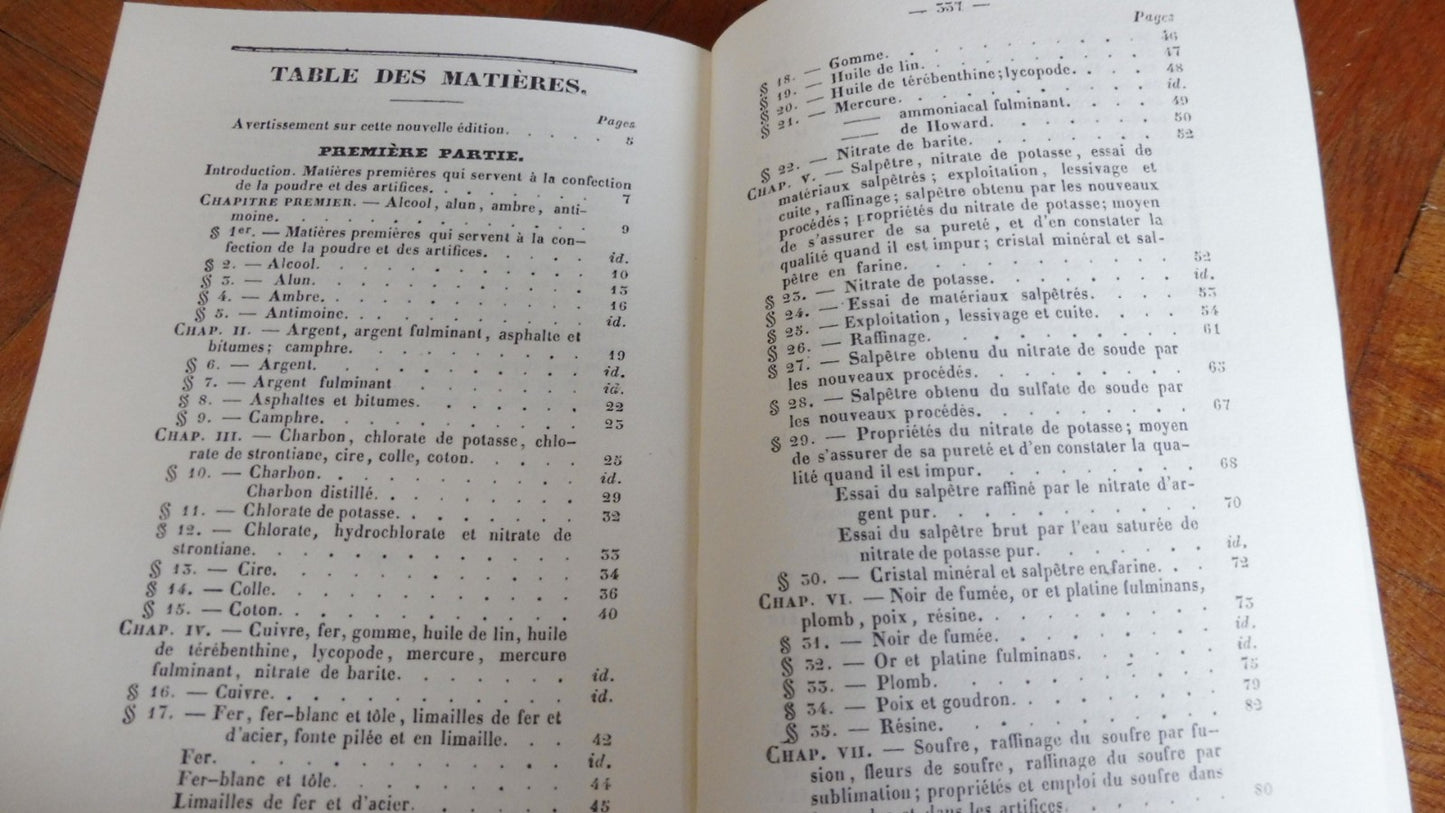 TABLE DES MATIÈRES.
Pages
Avertissement sur cette nouvelle édition. . . . 5
PREMIÈRE PARTIE.
Introduction. Matières premières qui servent à la confection
de la poudre et des artifices. . . . . . . 7
CHAPITRE PREMIER. — Alcool, alun, ambre, anti-
moine. . . . . . . . . . . . 9
§ 1er. — Matières premières qui servent à la con-
fection de la poudre et des artifices. . . . . id.
§ 2. — Alcool. . . . . . . . . . 10
§ 3. — Alun. . . . . . . . . . 13
§ 4. — Ambre. . . . . . . . . . 16
§ 5. — Antimoine. . . . . . . . . id.
CHAP. II. — Argent, argent fulminant, asphalte et
bitumes; camphre. . . . . . . . . 19
§ 6. — Argent. . . . . . . . . . id.
§ 7. — Argent fulminant . . . . . . id.
§ 8. — Asphaltes et bitumes. . . . . . 22
§ 9. — Camphre. . . . . . . . . 23
CHAP. III. — Charbon, chlorate de potasse, chlo-
rate de strontiane, cire, colle, coton. . . . . 25
§ 10. — Charbon. . . . . . . . . id.
Charbon distillé. . . . . . . . 29
§ 11. — Chlorate de potasse. . . . . . . 32
§ 12. — Chlorate, hydrochlorate et nitrate de
strontiane. . . . . . . . . . . 33
§ 13. — Cire. . . . . . . . . . 34
§ 14. — Colle. . . . . . . . . . 36
§ 15. — Coton. . . . . . . . . . 40
CHAP. IV. — Cuivre, fer, gomme, huile de lin, huile
de térébenthine, lycopode, mercure, mercure
fulminant, nitrate de barite. . . . . . . id.
§ 16. — Cuivre. . . . . . . . . . id.
§ 17. — Fer, fer-blanc et tôle, limailles de fer et
d'acier, fonte pilée et en limaille. . . . 42
Fer. . . . . . . . . . . . id.
Fer-blanc et tôle. . . . . . . . . 44
Limailles de fer et d'acier. . . . . . . 45
— 337 —
Pages
§ 18. — Gomme. . . . . . . . . 46
§ 19. — Huile de lin. . . . . . . . 47
§ 20. — Huile de térébenthine; lycopode. . . . 48
§ 21. — Mercure. . . . . . . . . id.
—— ammoniacal fulminant. . . . 49
—— de Howard. . . . . . . 50
§ 22. — Nitrate de barite. . . . . . . 52
CHAP. V. — Salpêtre, nitrate de potasse, essai de
matériaux salpêtrés; exploitation, lessivage et
cuite, raffinage; salpêtre obtenu par les nouveaux
procédés; propriétés du nitrate de potasse; moyen
de s'assurer de sa pureté, et d'en constater la
qualité quand il est impur; cristal minéral et sal-
pêtre en farine. . . . . . . . . . 52
§ 23. — Nitrate de potasse. . . . . . . id.
§ 24. — Essai de matériaux salpêtrés. . . . 53
§ 25. — Exploitation, lessivage et cuite. . . . 54
§ 26. — Raffinage. . . . . . . . . 61
§ 27. — Salpêtre obtenu du nitrate de soude par
les nouveaux procédés. . . . . . . . 65
§ 28. — Salpêtre obtenu du sulfate de soude par
les nouveaux procédés. . . . . . . . 67
§ 29. — Propriétés du nitrate de potasse; moyen
de s'assurer de sa pureté et d'en constater la qua-
lité quand il est impur. . . . . . . . 68
Essai du salpêtre raffiné par le nitrate d'ar-
gent pur. . . . . . . . . . 70
Essai du salpêtre brut par l'eau saturée de
nitrate de potasse pur. . . . . . . id.
§ 30. — Cristal minéral et salpêtre en farine. . . 72
CHAP. VI. — Noir de fumée, or et platine fulminans,
plomb, poix, résine. . . . . . . . . 73
§ 31. — Noir de fumée. . . . . . . . id.
§ 32. — Or et platine fulminans. . . . . . id.
§ 33. — Plomb. . . . . . . . . . 75
§ 34. — Poix et goudron. . . . . . . . 79
§ 35. — Résine. . . . . . . . . . 82
CHAP. VII. — Soufre, raffinage du soufre par fu-
sion, fleurs de soufre, raffinage du soufre par
sublimation; propriétés et emploi du soufre dans
et dans les artifices. . . . . . . 80